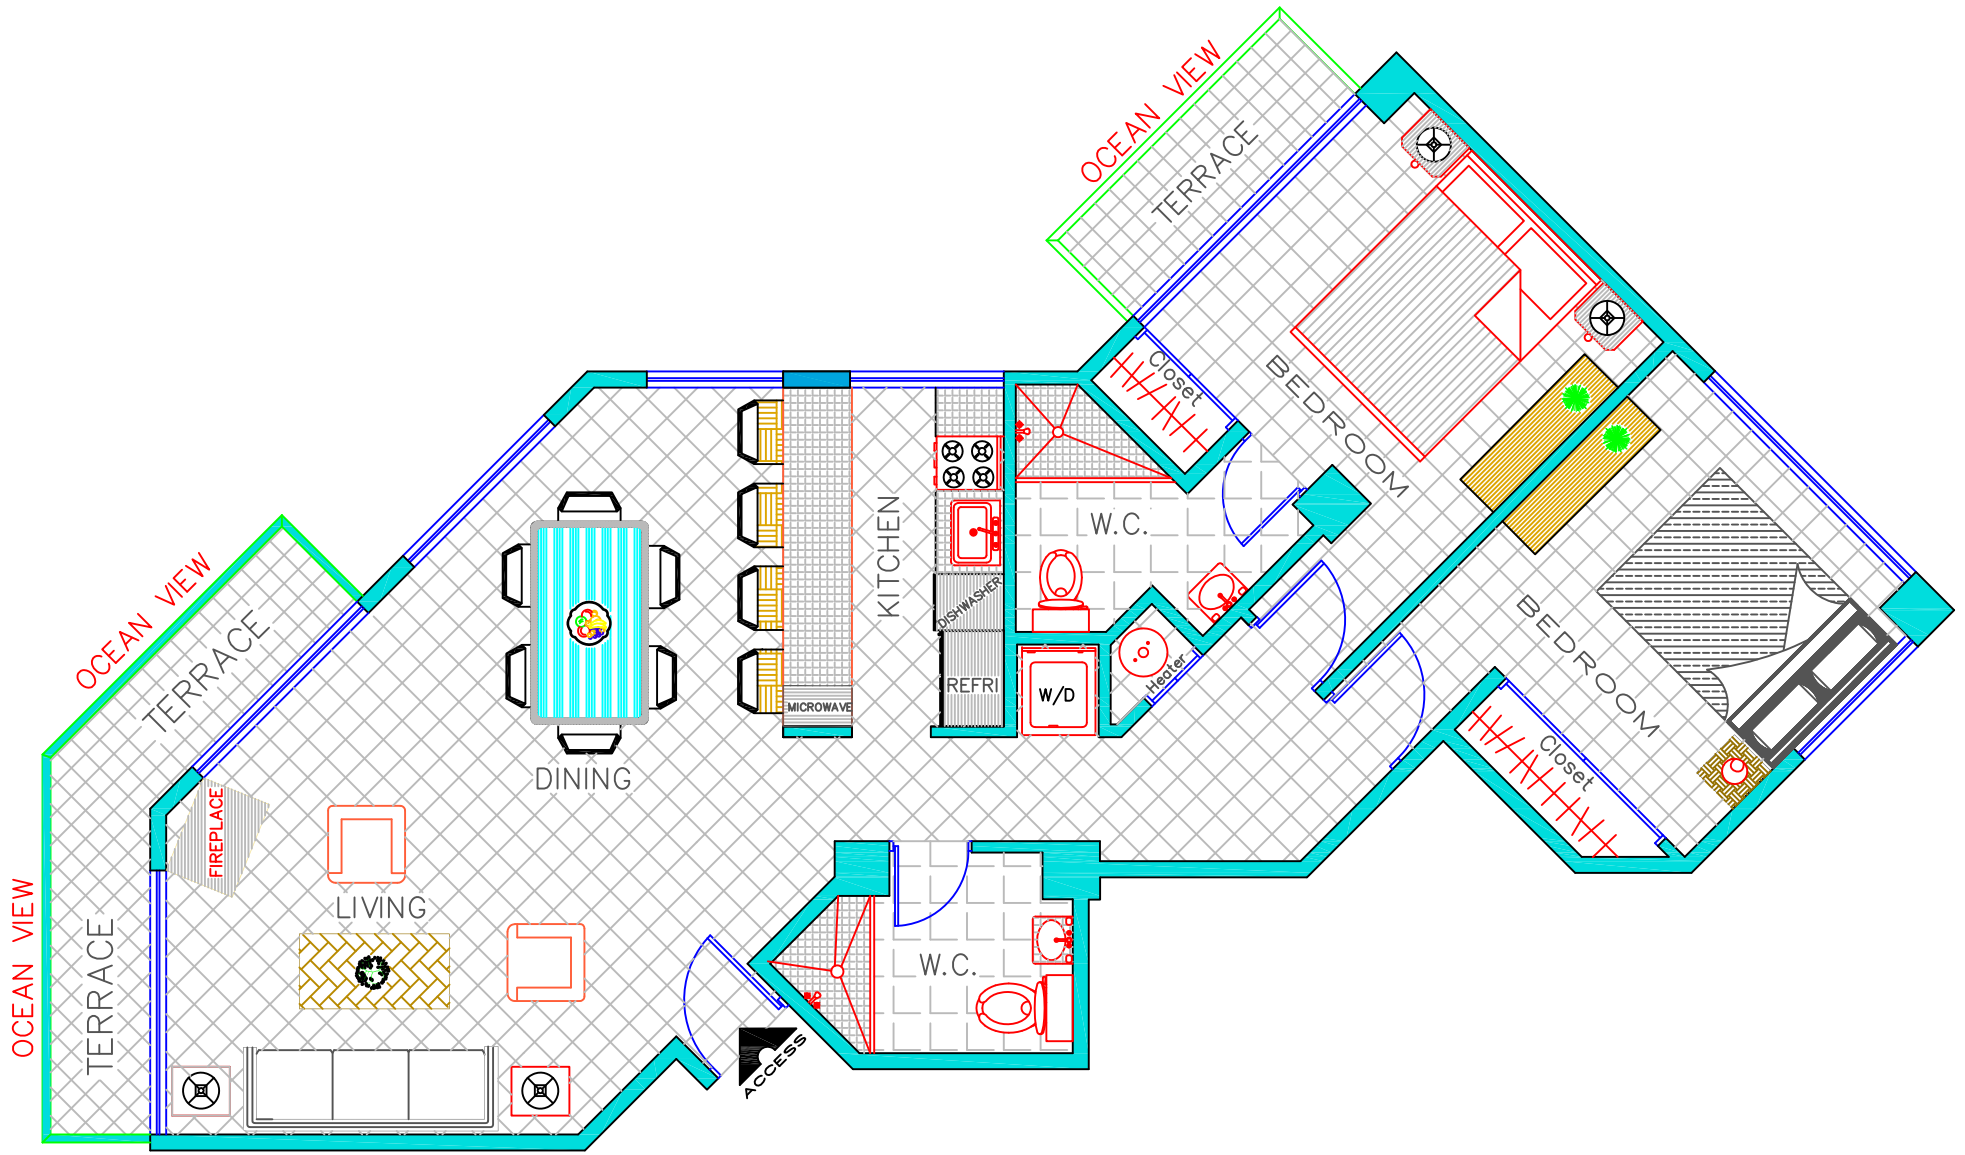 OCEAN VIEW
TERRACE
BEDROOM
Closet
W.C.
KITCHEN
DISHWASHER
REFRI
MICROWAVE
W/D
Heater
BEDROOM
Closet
OCEAN VIEW
TERRACE
DINING
FIREPLACE
LIVING
OCEAN VIEW
TERRACE
W.C.
ACCESS